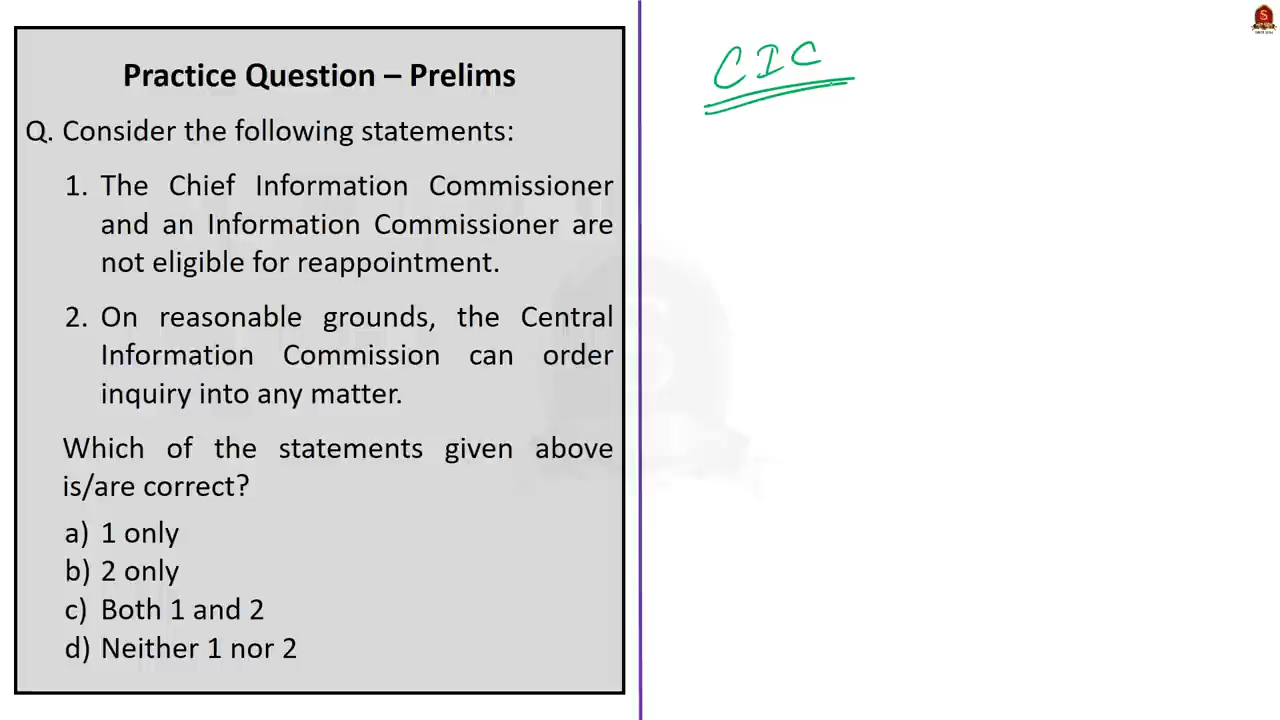 Practice Question – Prelims
Q. Consider the following statements:
1. The Chief Information Commissioner
and an Information Commissioner are
not eligible for reappointment.
2. On reasonable grounds, the Central
Information Commission can order
inquiry into any matter.
Which of the statements given above
is/are correct?
a) 1 only
b) 2 only
c) Both 1 and 2
d) Neither 1 nor 2
CIC